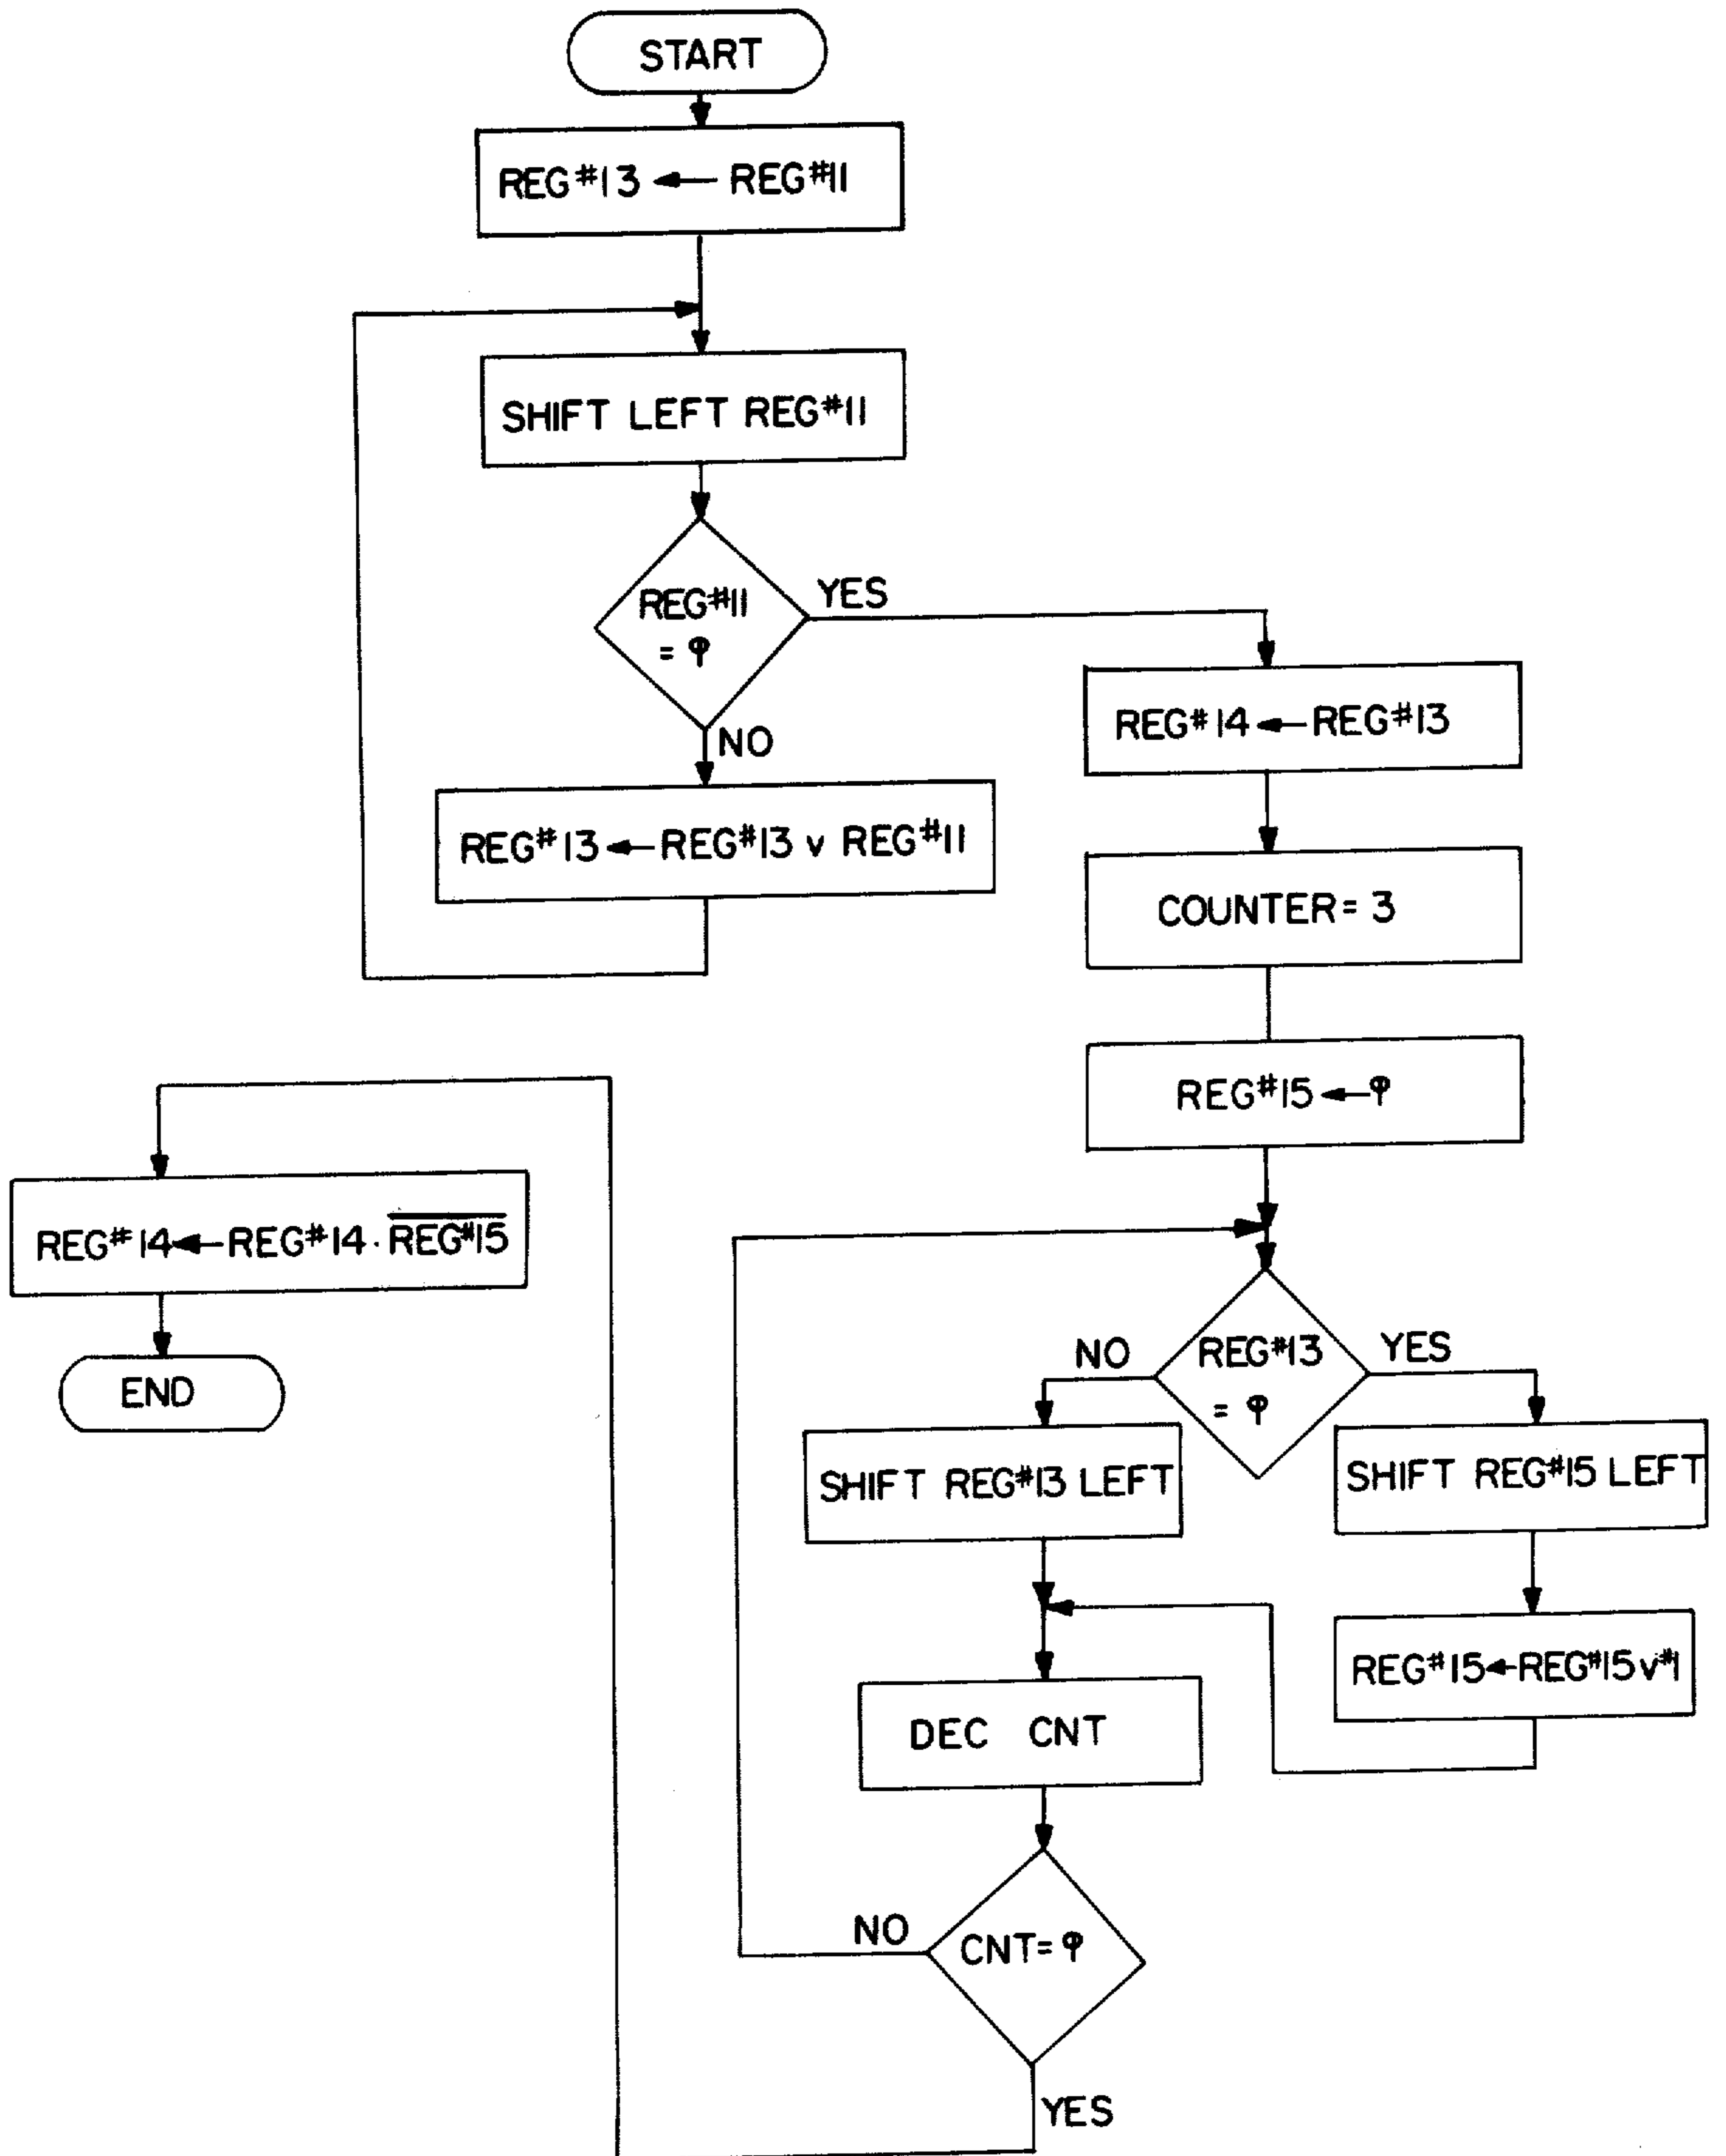 START
REG#13 ← REG#11
SHIFT LEFT REG#11
REG#11
= φ
YES
NO
REG#13 ← REG#13 v REG#11
REG#14 ← REG#13
COUNTER = 3
REG#15 ← φ
REG#13
= φ
NO
YES
SHIFT REG#13 LEFT
SHIFT REG#15 LEFT
REG#15 ← REG#15 v #1
DEC CNT
CNT = φ
NO
YES
REG#14 ← REG#14 · R̅E̅G̅#̅1̅5̅
END